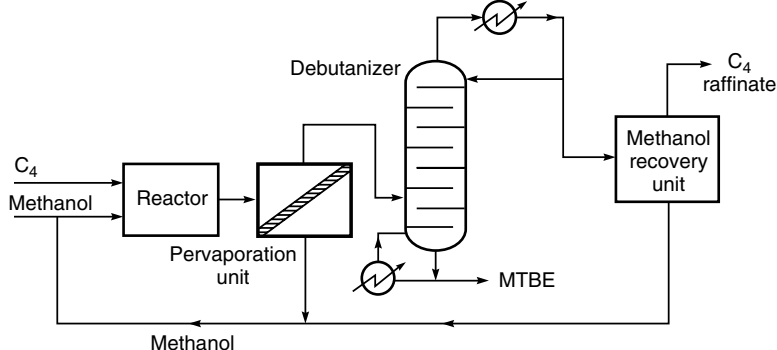 Debutanizer
C4
raffinate
Methanol
recovery
unit
C4
Methanol
Reactor
Pervaporation
unit
MTBE
Methanol